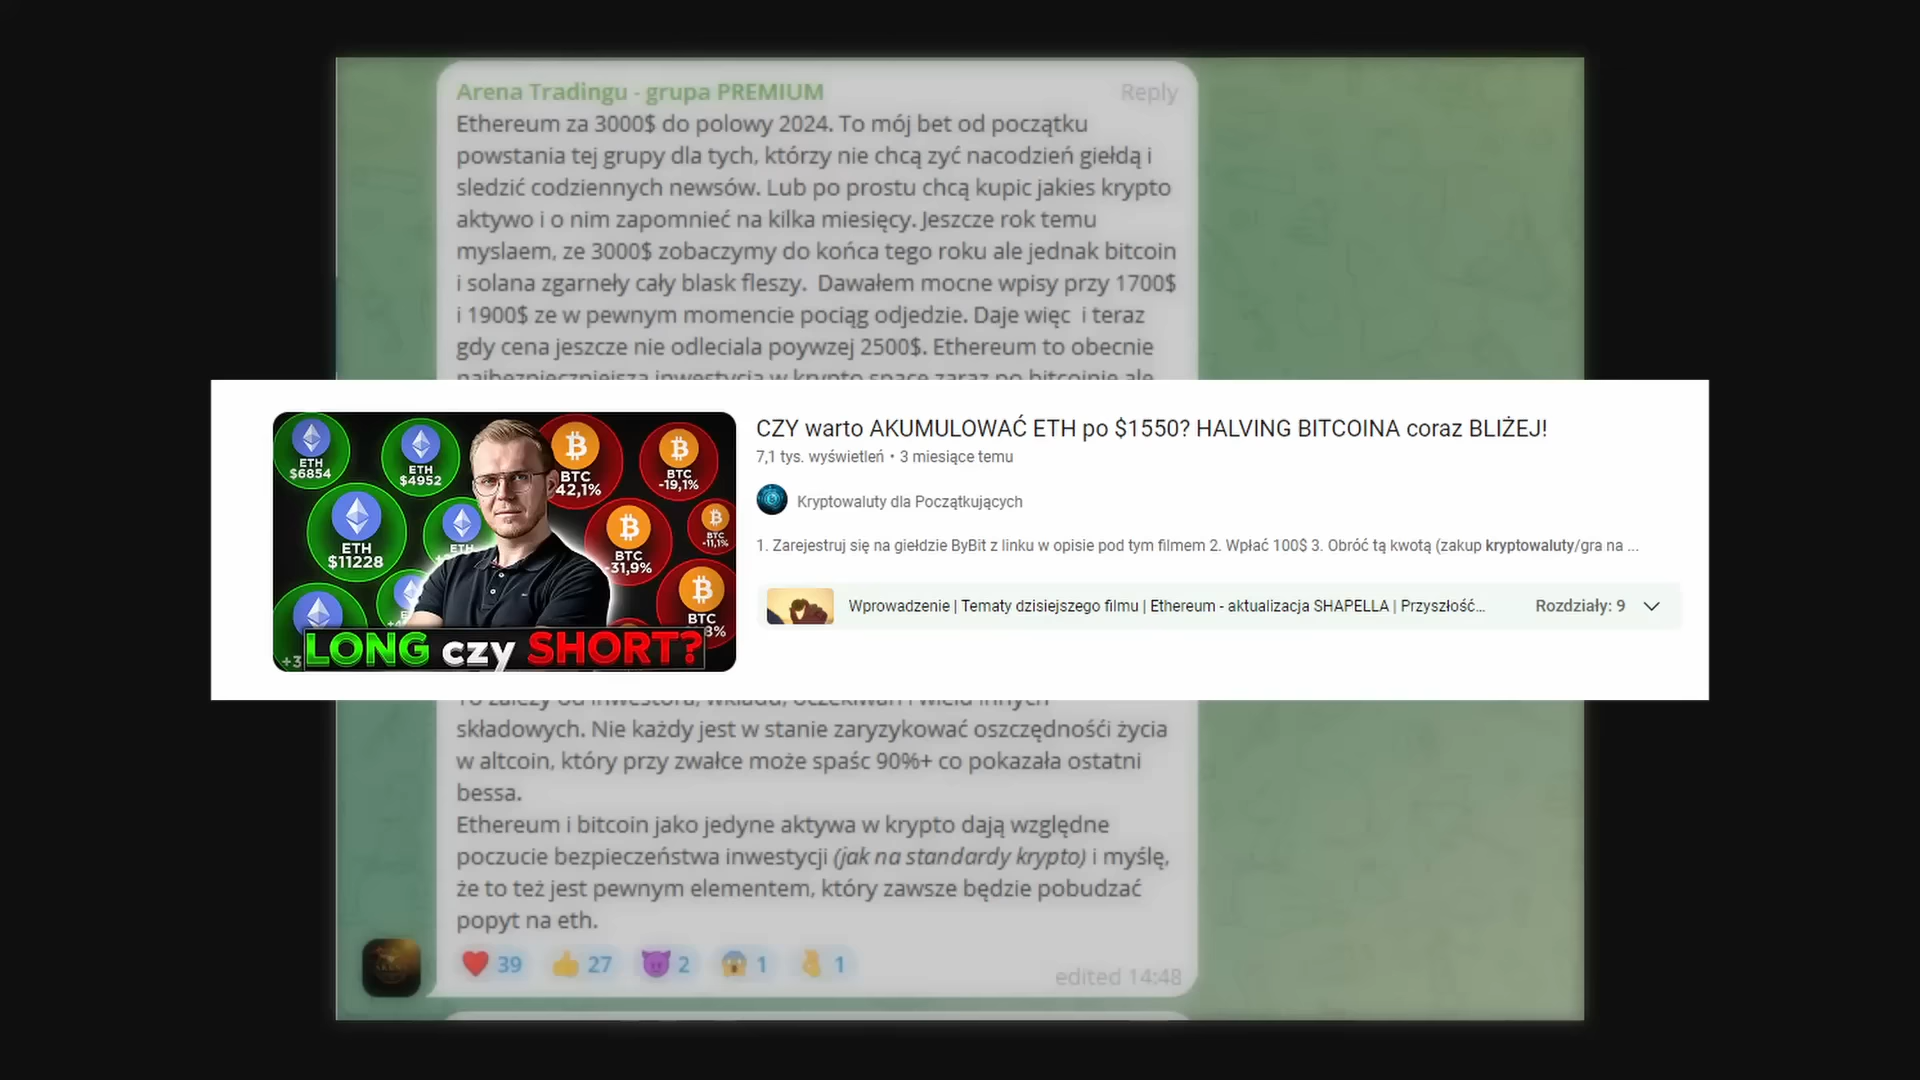 Arena Tradingu - grupa PREMIUM
Reply
Ethereum za 3000$ do polowy 2024. To mój bet od początku
powstania tej grupy dla tych, którzy nie chcą zyć nacodzień giełdą i
sledzić codziennych newsów. Lub po prostu chcą kupic jakies krypto
aktywo i o nim zapomnieć na kilka miesięcy. Jeszcze rok temu
myslaem, ze 3000$ zobaczymy do końca tego roku ale jednak bitcoin
i solana zgarneły cały blask fleszy. Dawałem mocne wpisy przy 1700$
i 1900$ ze w pewnym momencie pociąg odjedzie. Daje więc i teraz
gdy cena jeszcze nie odleciala poywzej 2500$. Ethereum to obecnie
najbezpieczniejsza inwestycja w krypto space zaraz po bitcoinie ale
ETH
$6854
ETH
$4952
BTC
42,1%
BTC
-19,1%
ETH
$11228
ETH
BTC
-31,9%
BTC
-11,1%
BTC
3%
+3
LONG czy SHORT?
CZY warto AKUMULOWAĆ ETH po $1550? HALVING BITCOINA coraz BLIŻEJ!
7,1 tys. wyświetleń • 3 miesiące temu
Kryptowaluty dla Początkujących
1. Zarejestruj się na giełdzie ByBit z linku w opisie pod tym filmem 2. Wpłać 100$ 3. Obróć tą kwotą (zakup kryptowaluty/gra na ...
Wprowadzenie | Tematy dzisiejszego filmu | Ethereum - aktualizacja SHAPELLA | Przyszłość...
Rozdziały: 9
To zależy od inwestora, wkładu, oczekiwań i wielu innych
składowych. Nie każdy jest w stanie zaryzykować oszczędnośći życia
w altcoin, który przy zwałce może spaśc 90%+ co pokazała ostatni
bessa.
Ethereum i bitcoin jako jedyne aktywa w krypto dają względne
poczucie bezpieczeństwa inwestycji (jak na standardy krypto) i myślę,
że to też jest pewnym elementem, który zawsze będzie pobudzać
popyt na eth.
39 27 2 1 1
edited 14:48